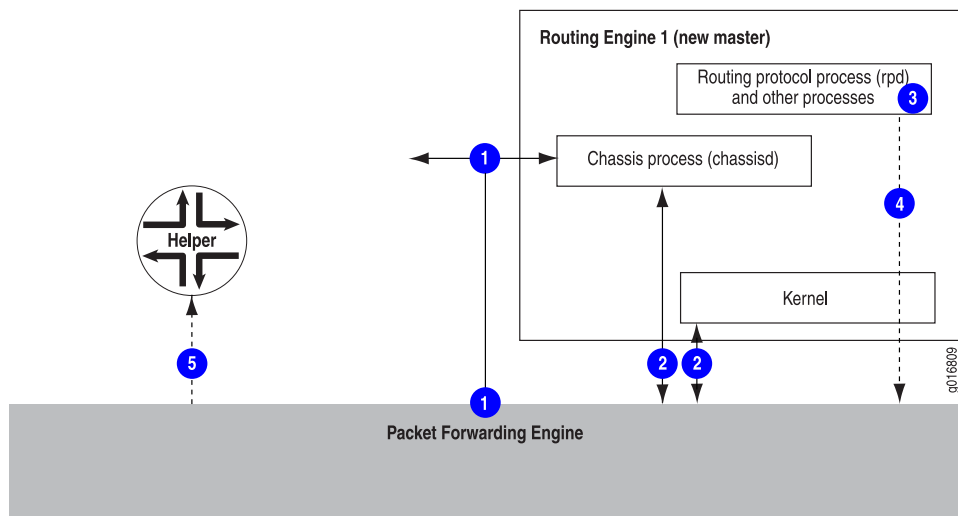 Routing Engine 1 (new master)
Routing protocol process (rpd)
and other processes
3
1
Chassis process (chassisd)
4
Helper
Kernel
5
2
2
g016809
1
Packet Forwarding Engine